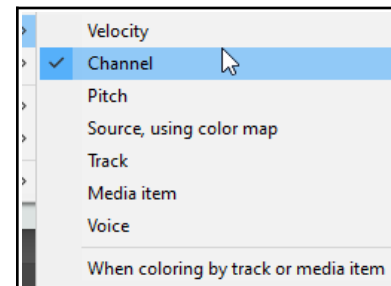 Velocity
Channel
Pitch
Source, using color map
Track
Media item
Voice
When coloring by track or media item